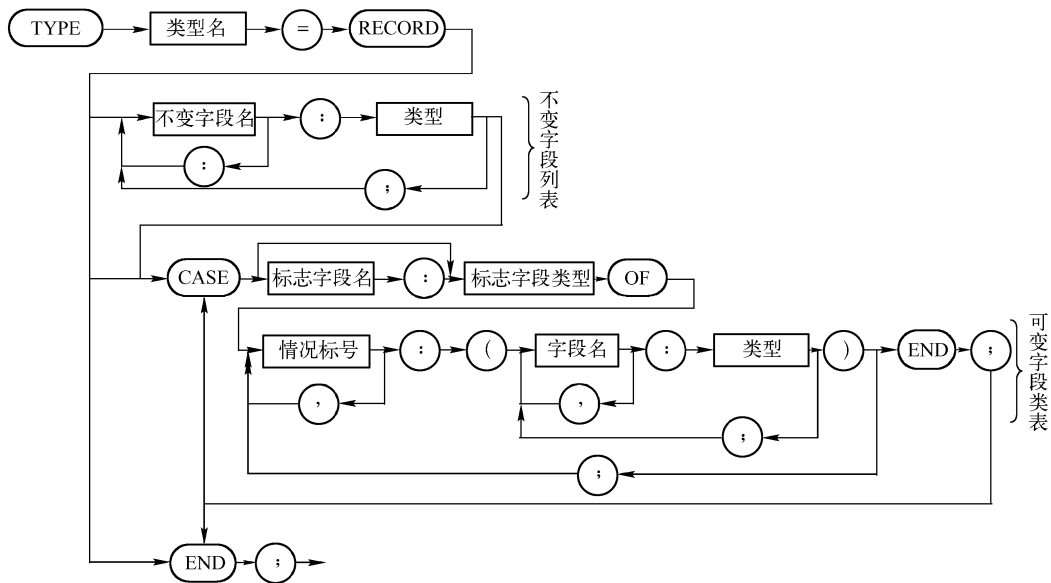 TYPE 类型名 = RECORD
不变字段名 : 类型
:
;
不变字段列表
CASE 标志字段名 : 标志字段类型 OF
情况标号 : ( 字段名 : 类型 ) END ;
, ,
;
;
可变字段类表
END ;